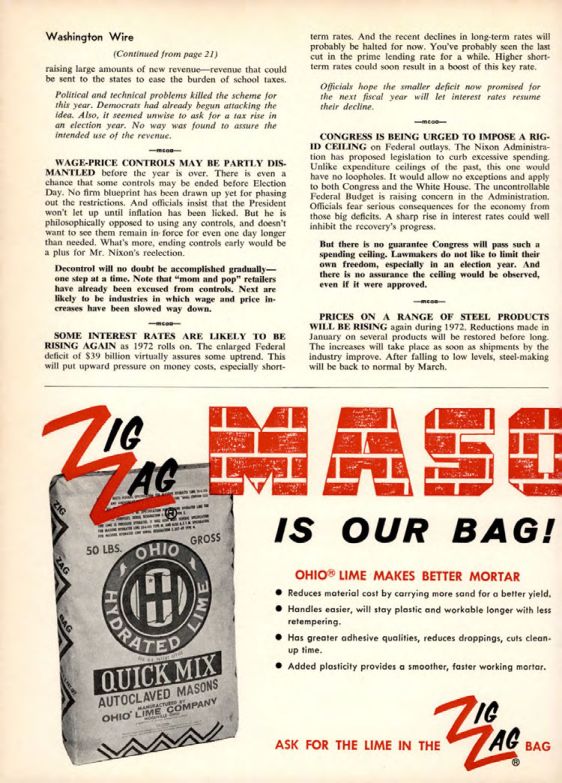 Washington Wire
(Continued from page 21)
raising large amounts of new revenue—revenue that could
be sent to the states to ease the burden of school taxes.
Political and technical problems killed the scheme for
this year. Democrats had already begun attacking the
idea. Also, it seemed unwise to ask for a tax rise in
an election year. No way was found to assure the
intended use of the revenue.
—mcaa—
WAGE-PRICE CONTROLS MAY BE PARTLY DIS-
MANTLED before the year is over. There is even a
chance that some controls may be ended before Election
Day. No firm blueprint has been drawn up yet for phasing
out the restrictions. And officials insist that the President
won't let up until inflation has been licked. But he is
philosophically opposed to using any controls, and doesn't
want to see them remain in-force for even one day longer
than needed. What's more, ending controls early would be
a plus for Mr. Nixon's reelection.
Decontrol will no doubt be accomplished gradually—
one step at a time. Note that "mom and pop" retailers
have already been excused from controls. Next are
likely to be industries in which wage and price in-
creases have been slowed way down.
—mcaa—
SOME INTEREST RATES ARE LIKELY TO BE
RISING AGAIN as 1972 rolls on. The enlarged Federal
deficit of $39 billion virtually assures some uptrend. This
will put upward pressure on money costs, especially short-
term rates. And the recent declines in long-term rates will
probably be halted for now. You've probably seen the last
cut in the prime lending rate for a while. Higher short-
term rates could soon result in a boost of this key rate.
Officials hope the smaller deficit now promised for
the next fiscal year will let interest rates resume
their decline.
—mcaa—
CONGRESS IS BEING URGED TO IMPOSE A RIG-
ID CEILING on Federal outlays. The Nixon Administra-
tion has proposed legislation to curb excessive spending.
Unlike expenditure ceilings of the past, this one would
have no loopholes. It would allow no exceptions and apply
to both Congress and the White House. The uncontrollable
Federal Budget is raising concern in the Administration.
Officials fear serious consequences for the economy from
those big deficits. A sharp rise in interest rates could well
inhibit the recovery's progress.
But there is no guarantee Congress will pass such a
spending ceiling. Lawmakers do not like to limit their
own freedom, especially in an election year. And
there is no assurance the ceiling would be observed,
even if it were approved.
—mcaa—
PRICES ON A RANGE OF STEEL PRODUCTS
WILL BE RISING again during 1972. Reductions made in
January on several products will be restored before long.
The increases will take place as soon as shipments by the
industry improve. After falling to low levels, steel-making
will be back to normal by March.
ZIG
ZAG®
MASO
IS OUR BAG!
50 LBS. GROSS
OHIO
HYDRATED LIME
QUICK MIX
AUTOCLAVED MASONS
MANUFACTURED BY
OHIO LIME COMPANY
ZIG
ZAG
BAG
OHIO® LIME MAKES BETTER MORTAR
● Reduces material cost by carrying more sand for a better yield.
● Handles easier, will stay plastic and workable longer with less
retempering.
● Has greater adhesive qualities, reduces droppings, cuts clean-
up time.
● Added plasticity provides a smoother, faster working mortar.
ASK FOR THE LIME IN THE ZIG ZAG® BAG